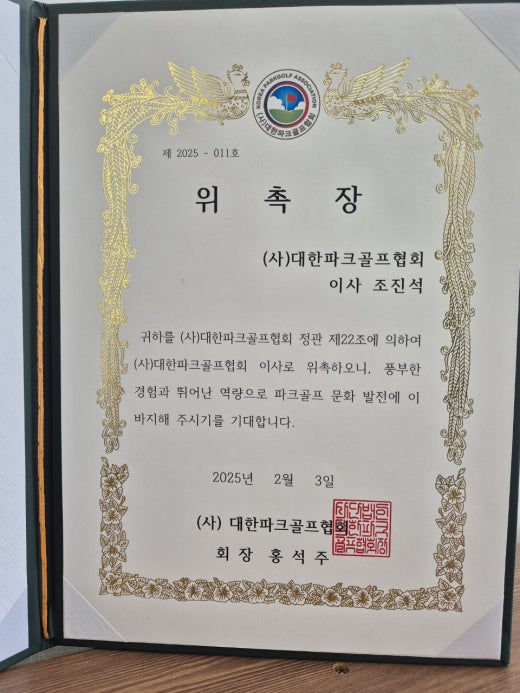 KOREA PARKGOLF ASSOCIATION
(사)대한파크골프협회
제 2025 - 011호
위 촉 장
(사)대한파크골프협회
이사 조진석
귀하를 (사)대한파크골프협회 정관 제22조에 의하여
(사)대한파크골프협회 이사로 위촉하오니, 풍부한
경험과 뛰어난 역량으로 파크골프 문화 발전에 이
바지해 주시기를 기대합니다.
2025년 2월 3일
(사) 대한파크골프협회
회 장 홍 석 주